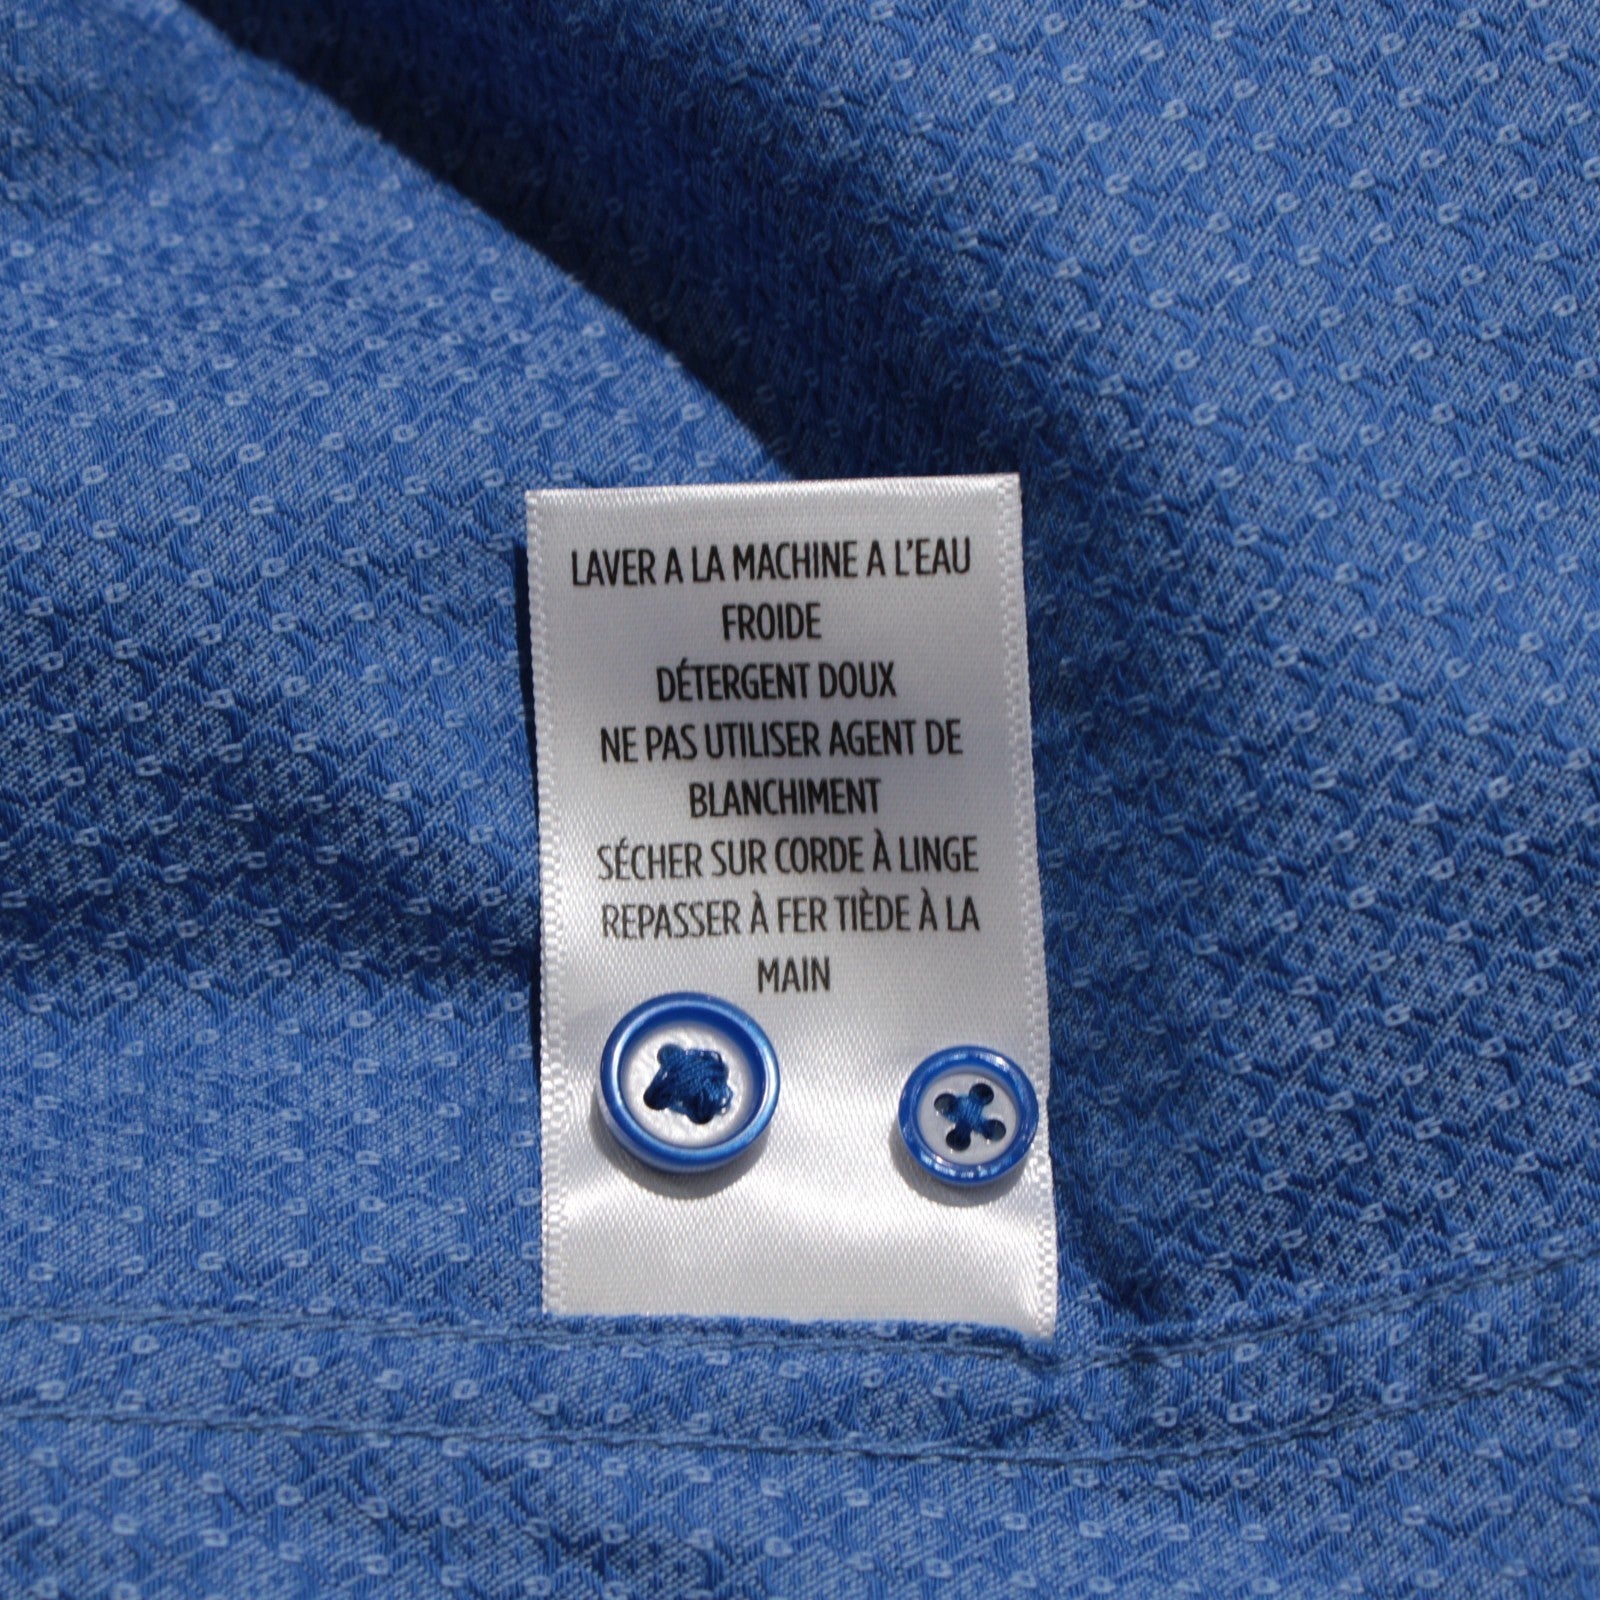 LAVER A LA MACHINE A L'EAU
FROIDE
DÉTERGENT DOUX
NE PAS UTILISER AGENT DE
BLANCHIMENT
SÉCHER SUR CORDE À LINGE
REPASSER À FER TIÈDE À LA
MAIN